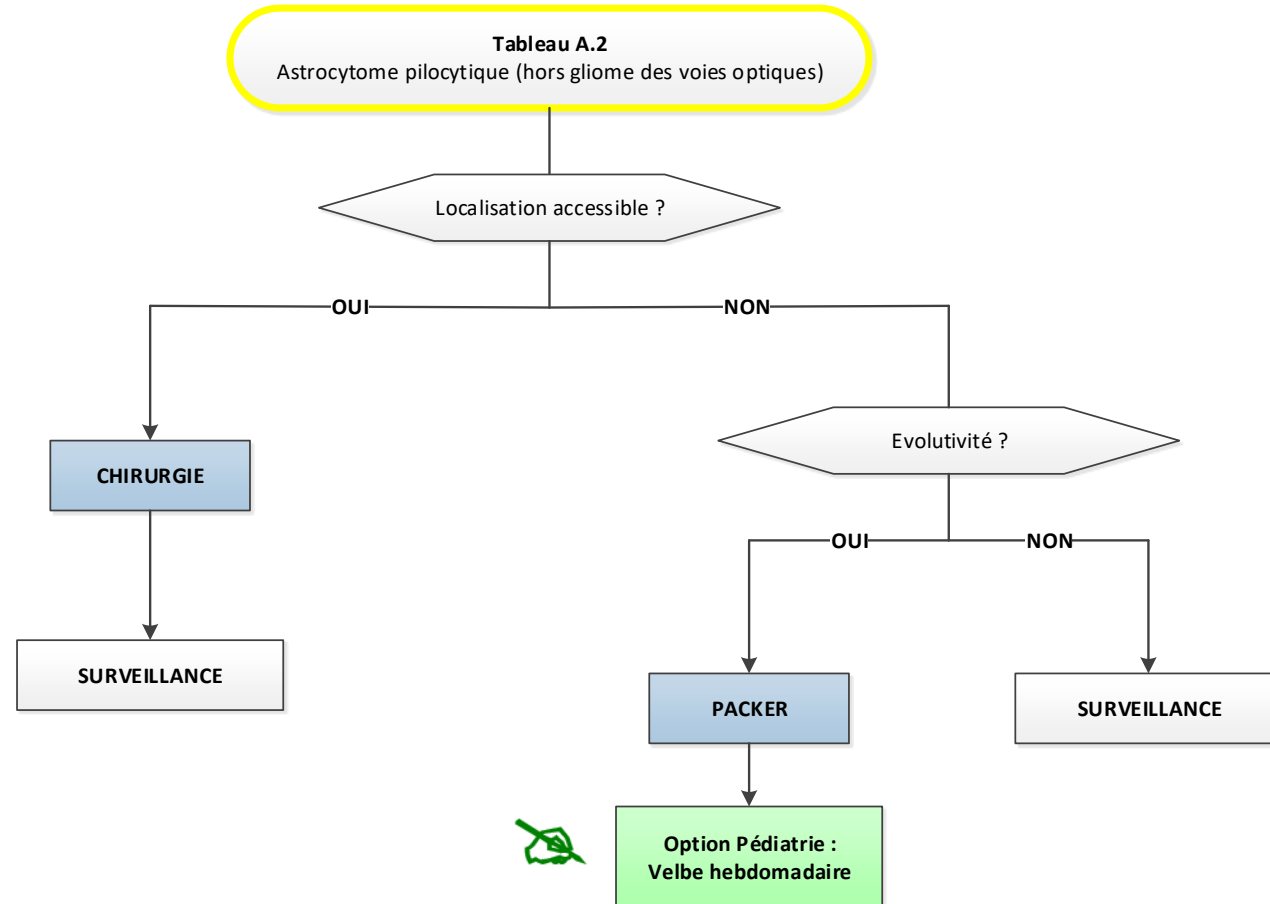 Tableau A.2
Astrocytome pilocytique (hors gliome des voies optiques)
Localisation accessible ?
OUI
NON
CHIRURGIE
Evolutivité ?
OUI
NON
SURVEILLANCE
PACKER
SURVEILLANCE
Option Pédiatrie :
Velbe hebdomadaire